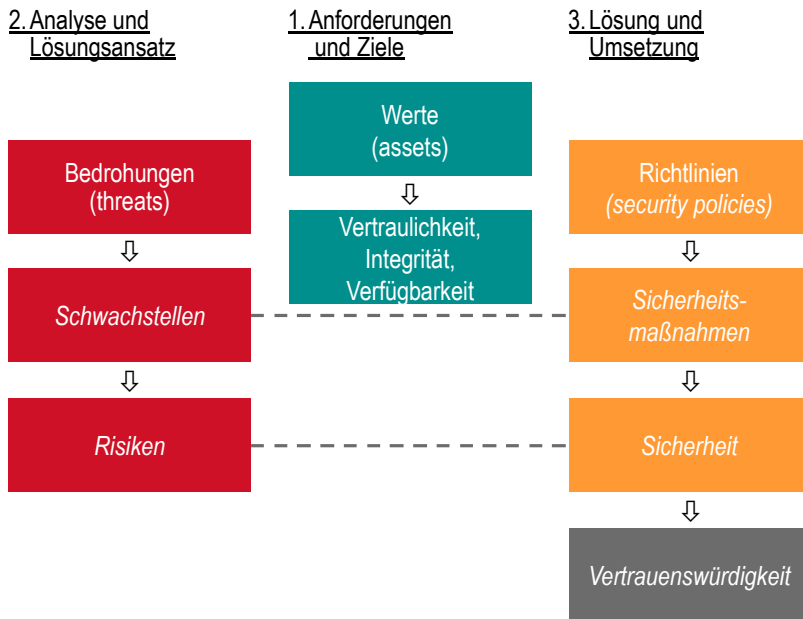 2. Analyse und
Lösungsansatz
1. Anforderungen
und Ziele
3. Lösung und
Umsetzung
Bedrohungen
(threats)
Schwachstellen
Risiken
Werte
(assets)
Vertraulichkeit,
Integrität,
Verfügbarkeit
Richtlinien
(security policies)
Sicherheits-
maßnahmen
Sicherheit
Vertrauenswürdigkeit